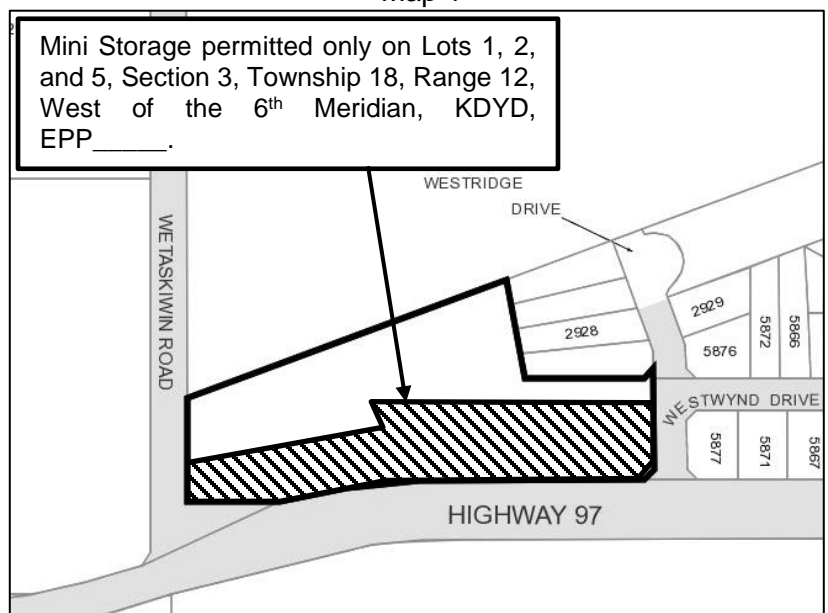 Mini Storage permitted only on Lots 1, 2,
and 5, Section 3, Township 18, Range 12,
West of the 6th Meridian, KDYD,
EPP_____.
WESTRIDGE
DRIVE
WETASKIWIN ROAD
2928
2929
5876
5872
5866
WESTWYND DRIVE
5877
5871
5867
HIGHWAY 97